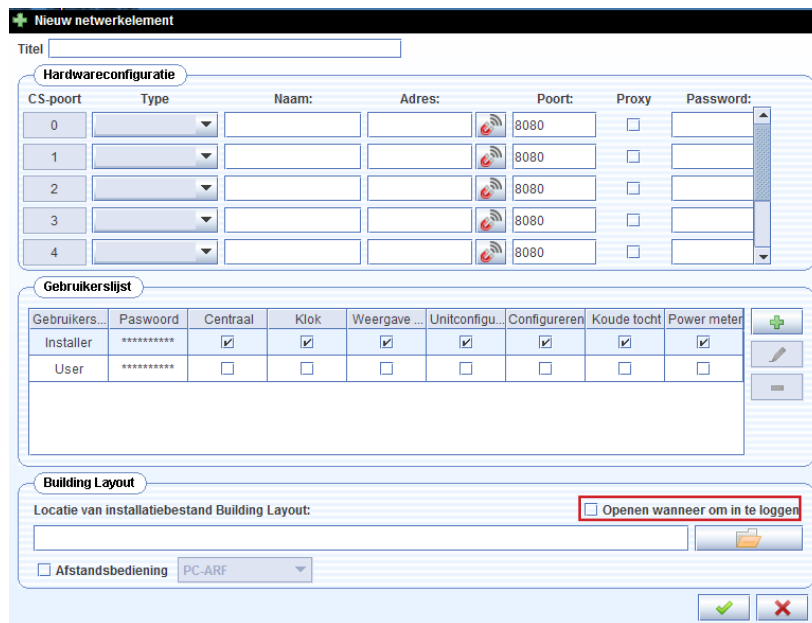 Nieuw netwerkelement
Titel
Hardwareconfiguratie
CS-poort Type Naam: Adres: Poort: Proxy Password:
0 8080
1 8080
2 8080
3 8080
4 8080
Gebruikerslijst
Gebruikers... Paswoord Centraal Klok Weergave ... Unitconfigu... Configureren Koude tocht Power meter
Installer **********
User **********
Building Layout
Locatie van installatiebestand Building Layout: Openen wanneer om in te loggen
Afstandsbediening PC-ARF